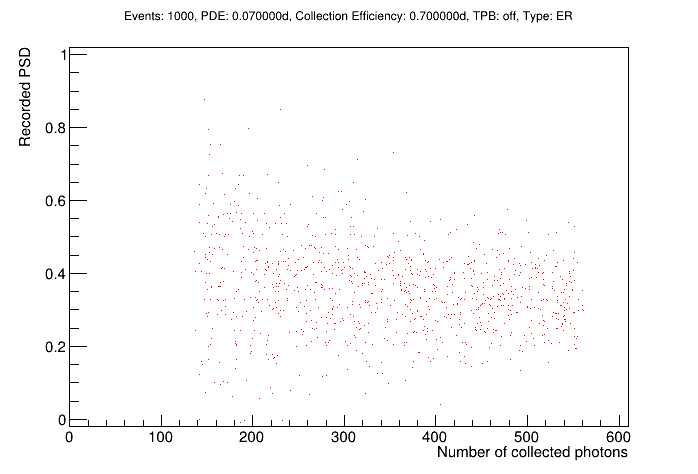 Events: 1000, PDE: 0.070000d, Collection Efficiency: 0.700000d, TPB: off, Type: ER
Recorded PSD
1
0.8
0.6
0.4
0.2
0
0 100 200 300 400 500 600
Number of collected photons